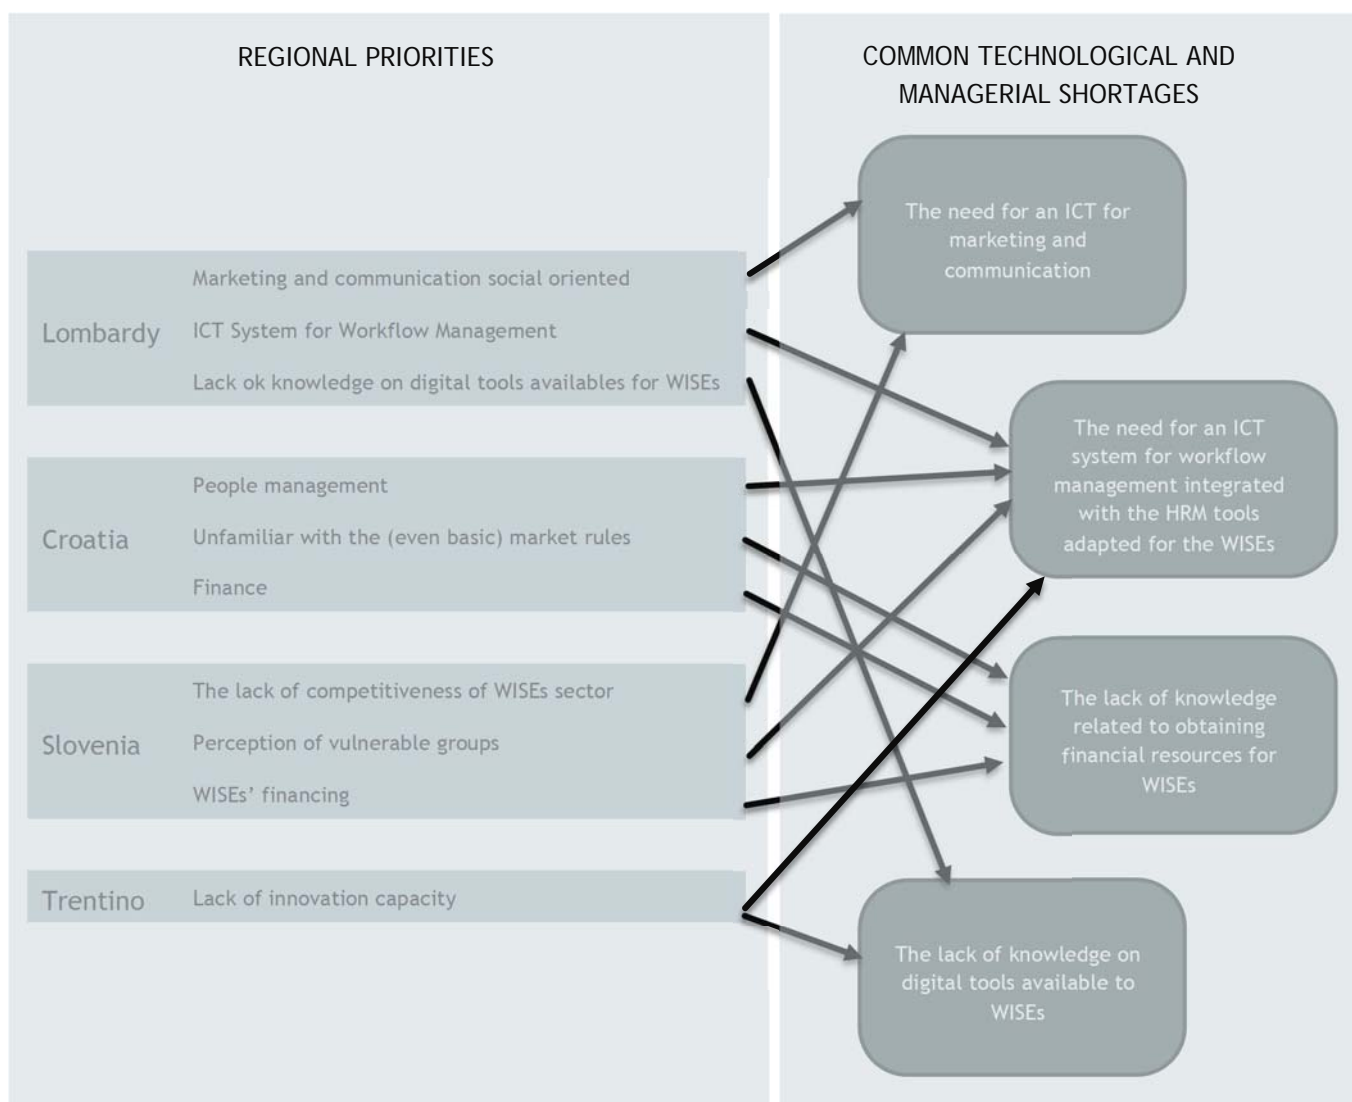 REGIONAL PRIORITIES
COMMON TECHNOLOGICAL AND
MANAGERIAL SHORTAGES
Lombardy
Marketing and communication social oriented
ICT System for Workflow Management
Lack ok knowledge on digital tools availables for WISEs
Croatia
People management
Unfamiliar with the (even basic) market rules
Finance
Slovenia
The lack of competitiveness of WISEs sector
Perception of vulnerable groups
WISEs’ financing
Trentino
Lack of innovation capacity
The need for an ICT for
marketing and
communication
The need for an ICT
system for workflow
management integrated
with the HRM tools
adapted for the WISEs
The lack of knowledge
related to obtaining
financial resources for
WISEs
The lack of knowledge on
digital tools available to
WISEs